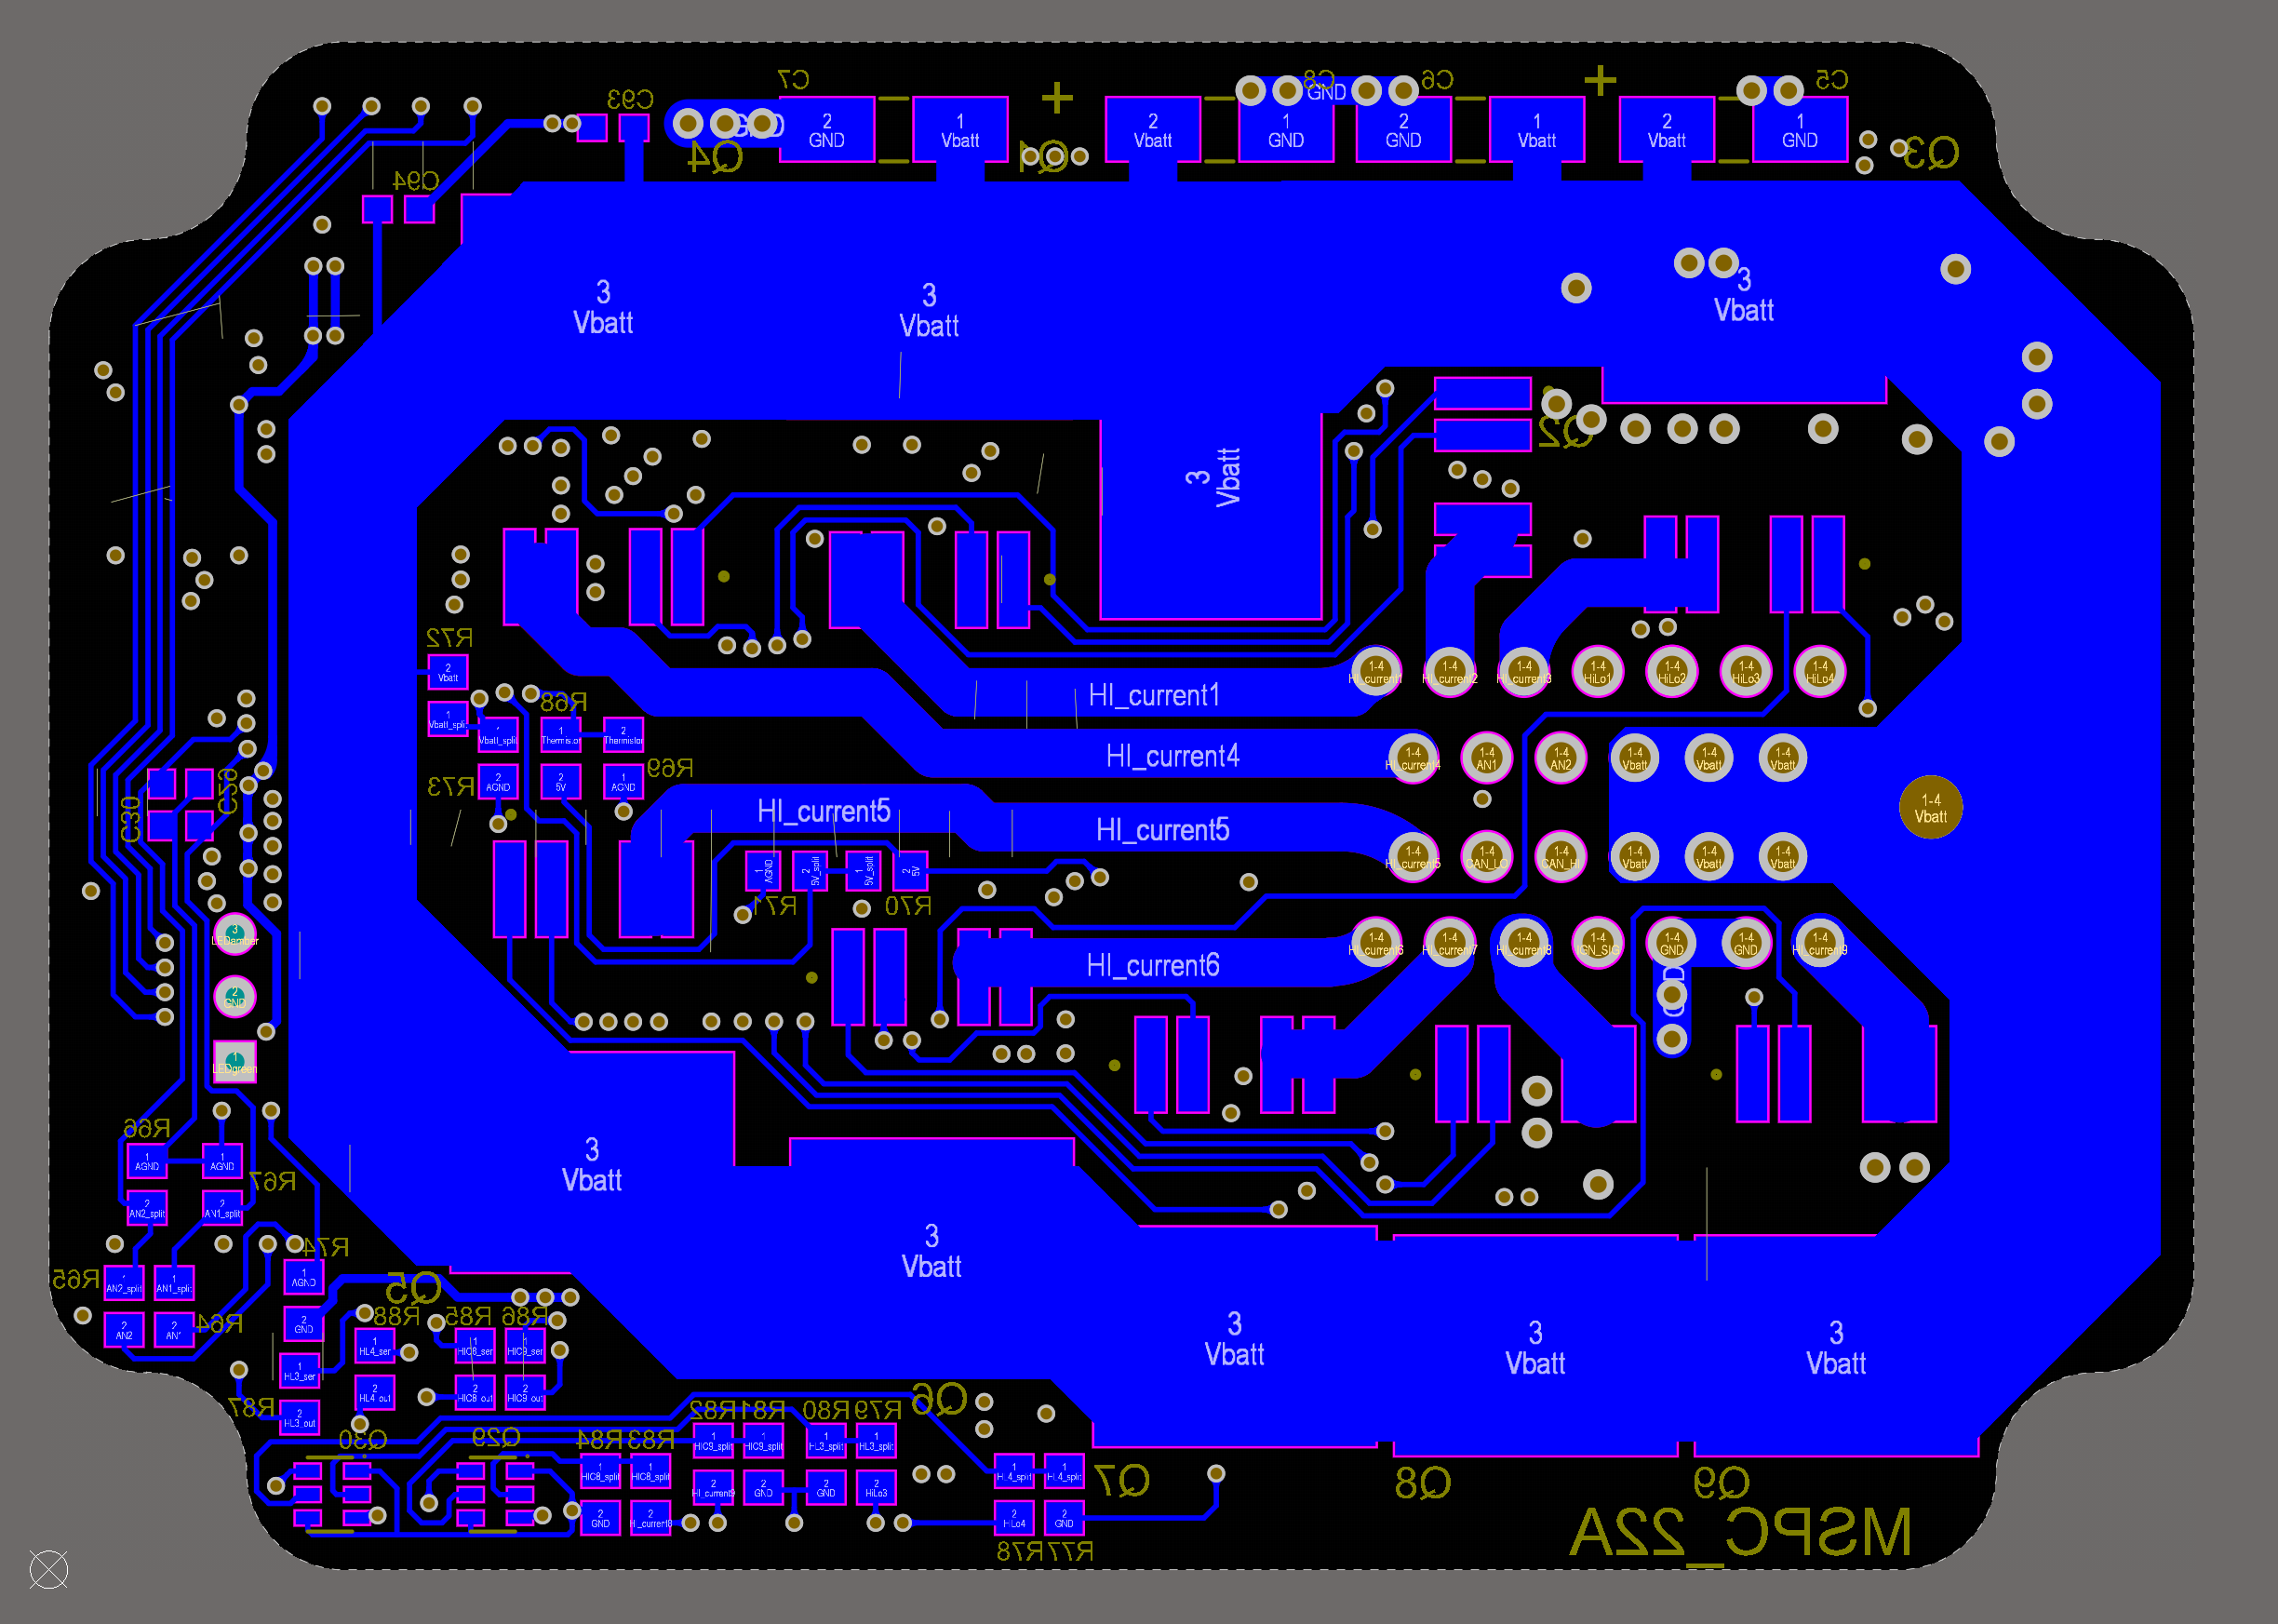 C7
C8
C6
C5
C93
+
+
GND
2
GND
1
Vbatt
2
Vbatt
1
GND
2
GND
1
Vbatt
2
Vbatt
1
GND
GND
Q4
Q1
Q3
C94
3
Vbatt
3
Vbatt
3
Vbatt
3
Vbatt
Q2
R72
2
Vbatt
1
Vbatt_split
R68
1
Vbatt_split
1
Thermistor
2
Thermistor
R73
2
AGND
2
5V
1
AGND
R69
HI_current1
HI_current4
HI_current5
HI_current5
HI_current6
1-4
HI_current1
1-4
HI_current2
1-4
HI_current3
1-4
HiLo1
1-4
HiLo2
1-4
HiLo3
1-4
HiLo4
1-4
HI_current4
1-4
AN1
1-4
AN2
1-4
Vbatt
1-4
Vbatt
1-4
Vbatt
1-4
Vbatt
1-4
HI_current5
1-4
CAN_LO
1-4
CAN_HI
1-4
Vbatt
1-4
Vbatt
1-4
Vbatt
1-4
HI_current6
1-4
HI_current7
1-4
HI_current8
1-4
IGN_SIG
1-4
GND
1-4
GND
1-4
HI_current9
GND
C30
C29
1
AGND
2
5V_split
1
5V_split
2
5V
R71
R70
3
LEDamber
2
GND
1
LEDgreen
R66
1
AGND
1
AGND
R67
2
AN2_split
2
AN1_split
R65
1
AN2_split
1
AN1_split
2
AN2
2
AN1
R64
R74
1
AGND
2
GND
Q5
R88
R85
R86
1
HL3_ser
1
HL4_ser
1
HIC8_ser
1
HIC9_ser
R87
2
HL3_out
2
HL4_out
2
HIC8_out
2
HIC9_out
3
Vbatt
3
Vbatt
3
Vbatt
3
Vbatt
3
Vbatt
Q6
Q30
Q29
R84
R83
R82
R81
R80
R79
1
HIC8_split
1
HIC8_split
1
HIC9_split
1
HIC9_split
1
HL3_split
1
HL3_split
1
HL4_split
1
HL4_split
2
GND
2
HI_current8
2
HI_current9
2
GND
2
GND
2
HiLo3
2
HiLo4
2
GND
R78
R77
Q7
Q8
Q9
MSPC_22A